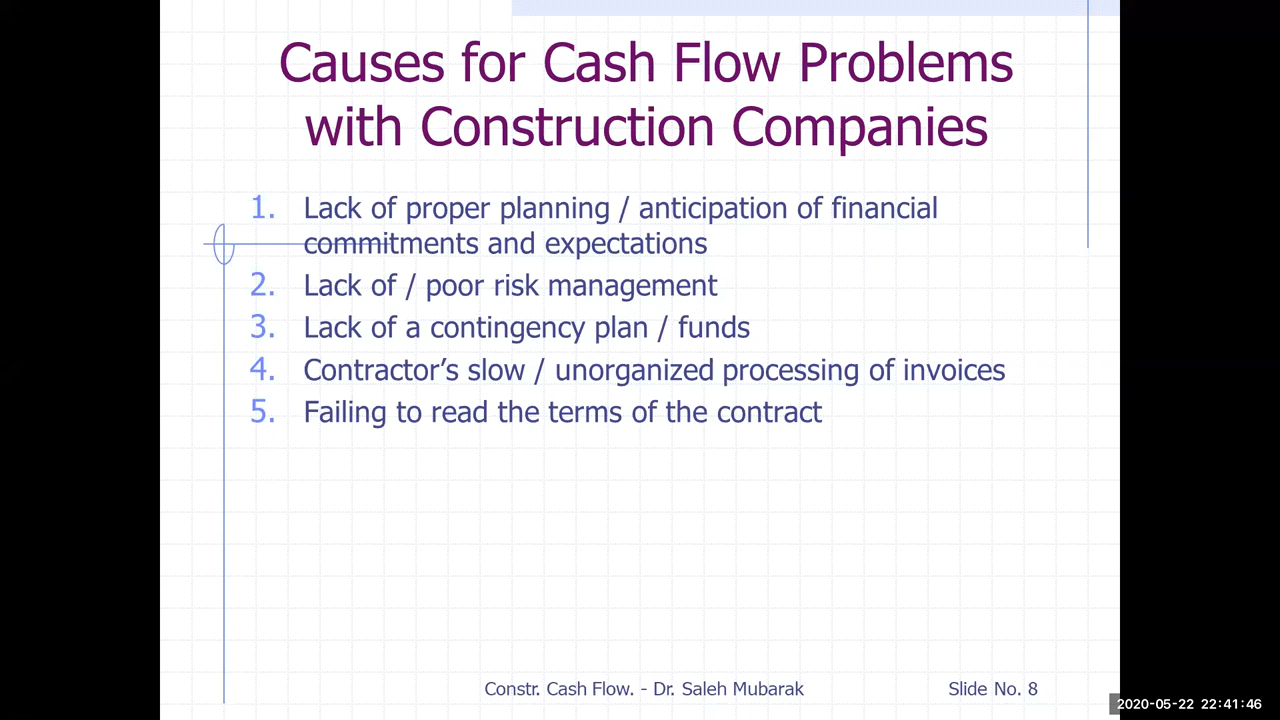 Causes for Cash Flow Problems
with Construction Companies
1. Lack of proper planning / anticipation of financial
commitments and expectations
2. Lack of / poor risk management
3. Lack of a contingency plan / funds
4. Contractor’s slow / unorganized processing of invoices
5. Failing to read the terms of the contract
Constr. Cash Flow. - Dr. Saleh Mubarak
Slide No. 8
2020-05-22 22:41:46